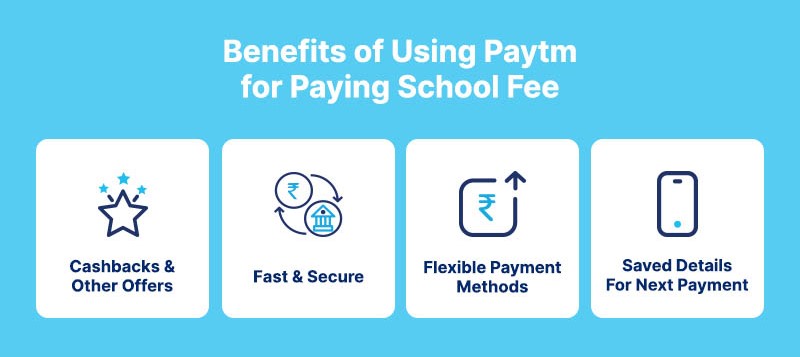 Benefits of Using Paytm
for Paying School Fee
Cashbacks &
Other Offers
Fast & Secure
Flexible Payment
Methods
Saved Details
For Next Payment